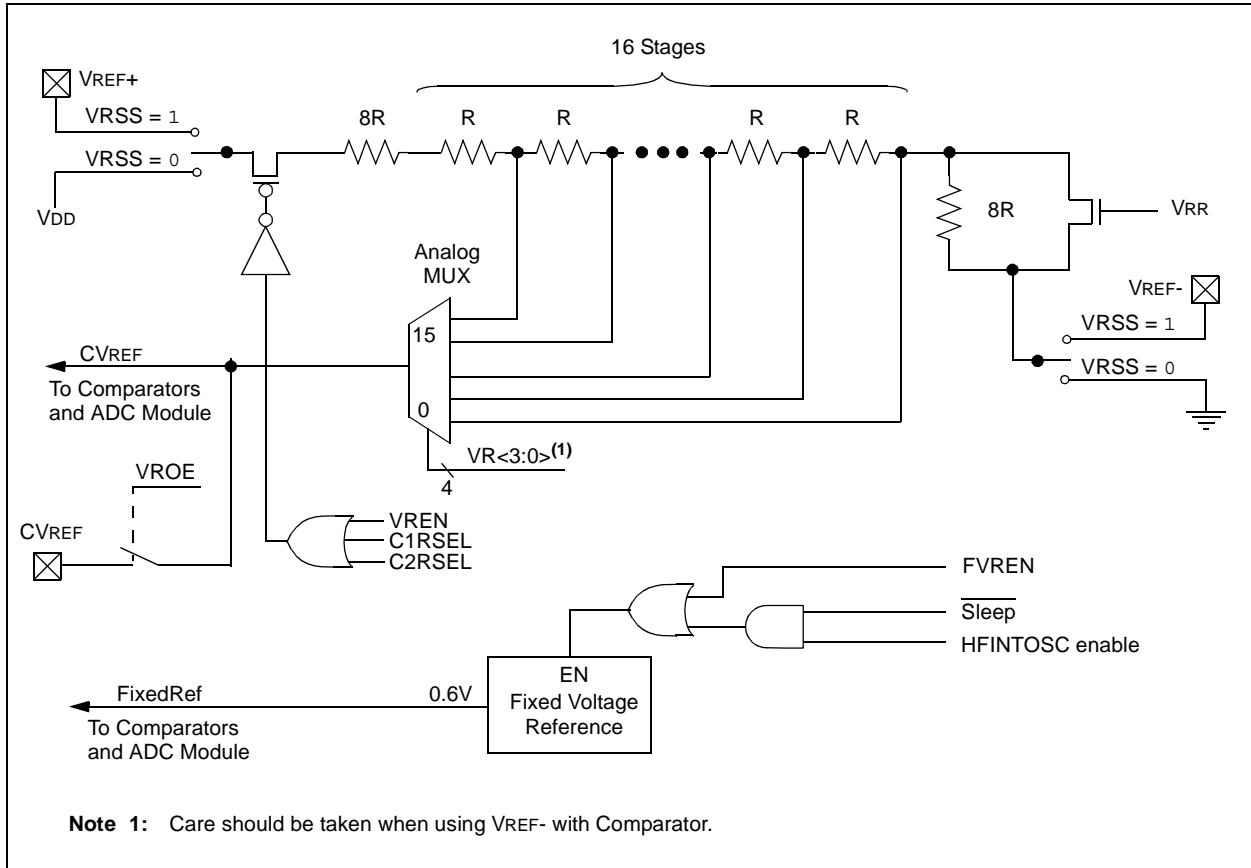 16 Stages
VREF+
VRSS = 1
8R
R
R
R
R
VRSS = 0
VDD
8R
VRR
Analog
MUX
VREF-
15
VRSS = 1
CVREF
VRSS = 0
To Comparators
and ADC Module
0
VR<3:0>(1)
4
VROE
CVREF
VREN
C1RSEL
C2RSEL
FVREN
Sleep
HFINTOSC enable
EN
FixedRef
0.6V
Fixed Voltage
Reference
To Comparators
and ADC Module
Note 1: Care should be taken when using VREF- with Comparator.